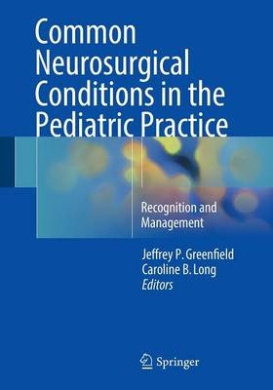 Common
Neurosurgical
Conditions in the
Pediatric Practice
Recognition and
Management
Jeffrey P. Greenfield
Caroline B. Long
Editors
Springer